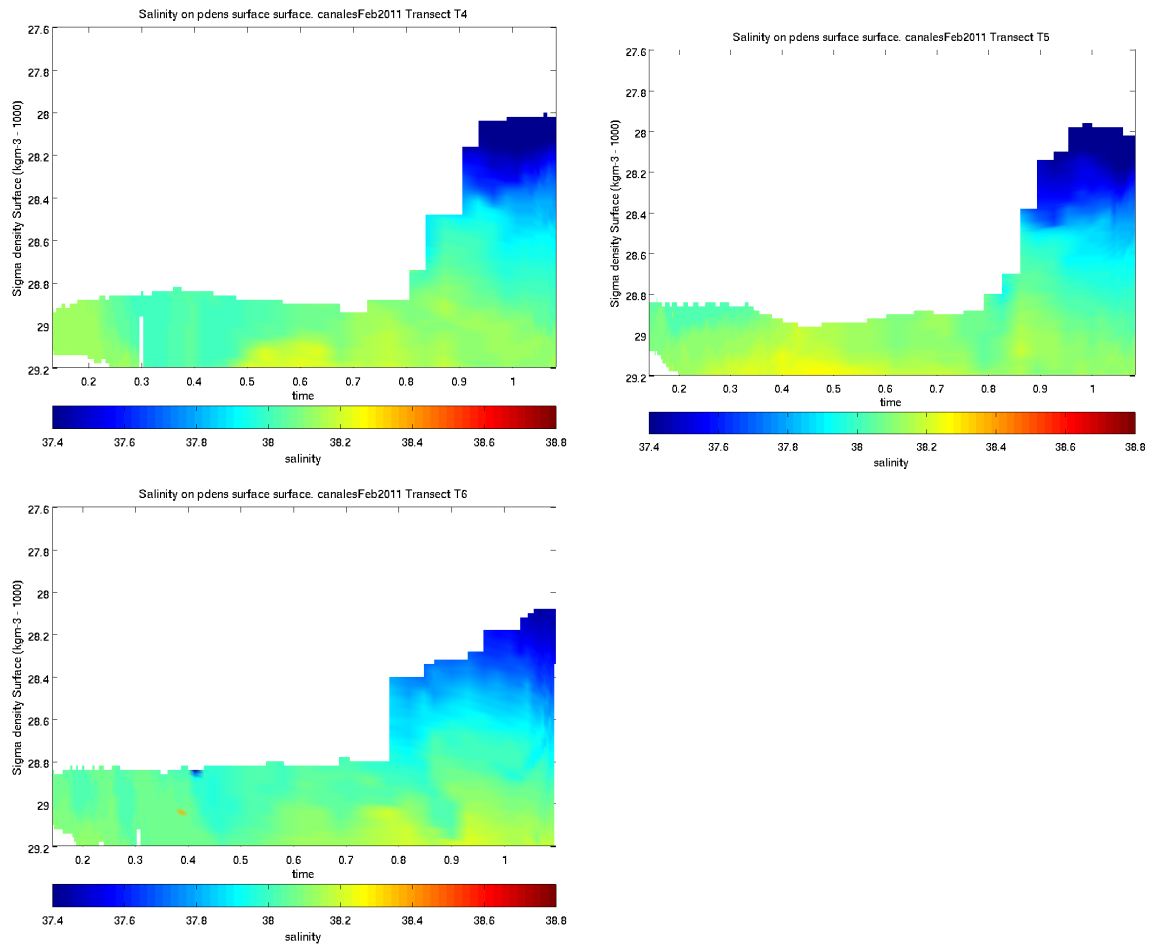 Salinity on pdens surface surface. canalesFeb2011 Transect T4
Sigma density Surface (kgm-3 - 1000)
27.6
27.8
28
28.2
28.4
28.6
28.8
29
29.2
0.2 0.3 0.4 0.5 0.6 0.7 0.8 0.9 1
time
37.4 37.6 37.8 38 38.2 38.4 38.6 38.8
salinity
Salinity on pdens surface surface. canalesFeb2011 Transect T5
Sigma density Surface (kgm-3 - 1000)
27.6
27.8
28
28.2
28.4
28.6
28.8
29
29.2
0.2 0.3 0.4 0.5 0.6 0.7 0.8 0.9 1
time
37.4 37.6 37.8 38 38.2 38.4 38.6 38.8
salinity
Salinity on pdens surface surface. canalesFeb2011 Transect T6
Sigma density Surface (kgm-3 - 1000)
27.6
27.8
28
28.2
28.4
28.6
28.8
29
29.2
0.2 0.3 0.4 0.5 0.6 0.7 0.8 0.9 1
time
37.4 37.6 37.8 38 38.2 38.4 38.6 38.8
salinity